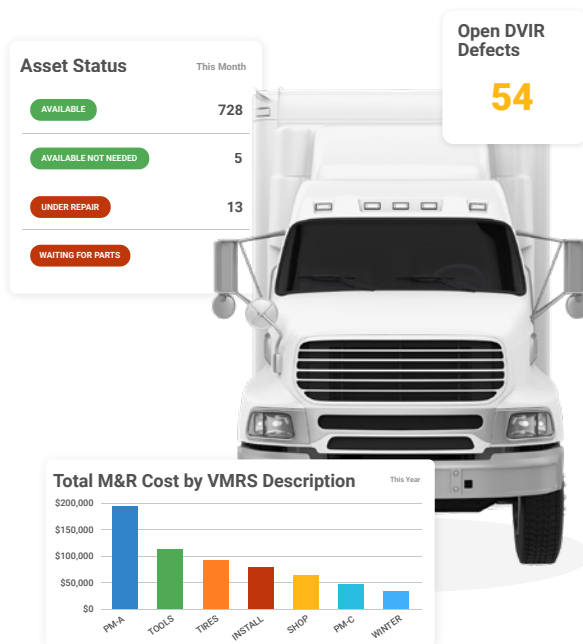 Open DVIR
Defects
54
Asset Status
This Month
AVAILABLE
728
AVAILABLE NOT NEEDED
5
UNDER REPAIR
13
WAITING FOR PARTS
Total M&R Cost by VMRS Description
This Year
$200,000
$150,000
$100,000
$50,000
$0
PM-A
TOOLS
TIRES
INSTALL
SHOP
PM-C
WINTER